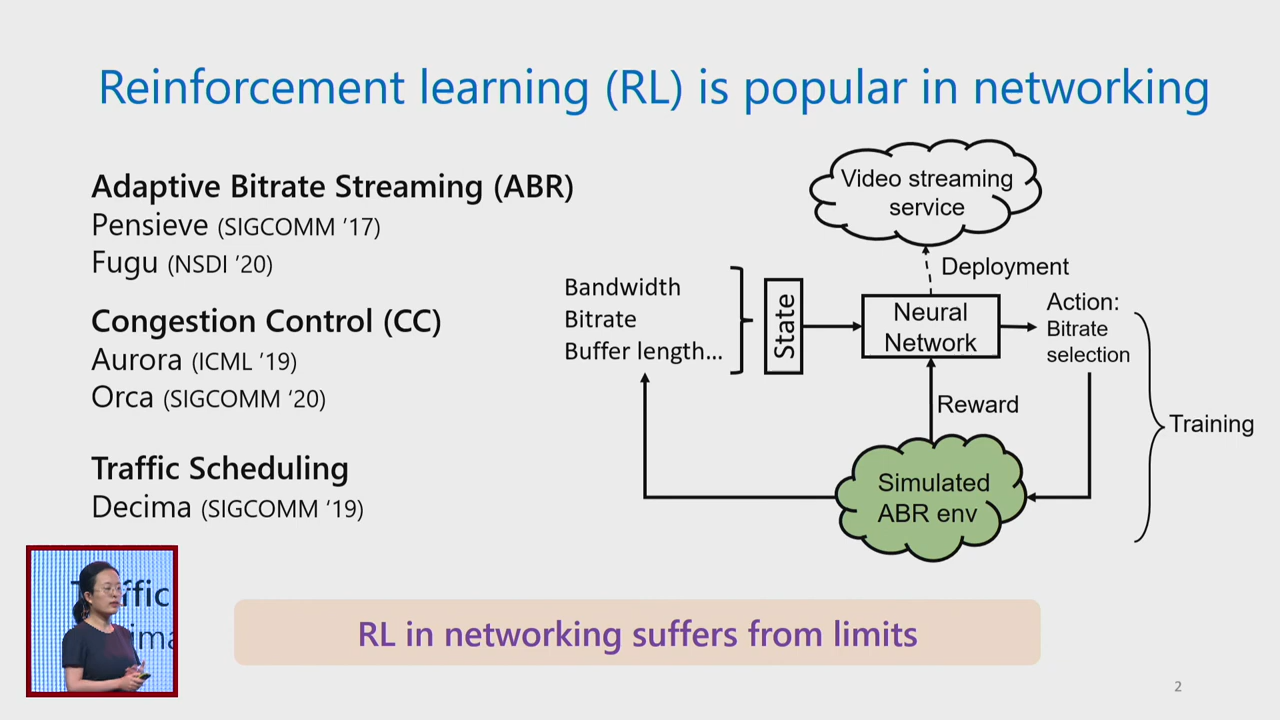 Reinforcement learning (RL) is popular in networking
Adaptive Bitrate Streaming (ABR)
Pensieve (SIGCOMM ’17)
Fugu (NSDI ’20)
Congestion Control (CC)
Aurora (ICML ’19)
Orca (SIGCOMM ‘20)
Traffic Scheduling
Decima (SIGCOMM ‘19)
Video streaming
service
Deployment
Bandwidth
Bitrate
Buffer length...
State
Neural
Network
Action:
Bitrate
selection
Reward
Training
Simulated
ABR env
RL in networking suffers from limits
2